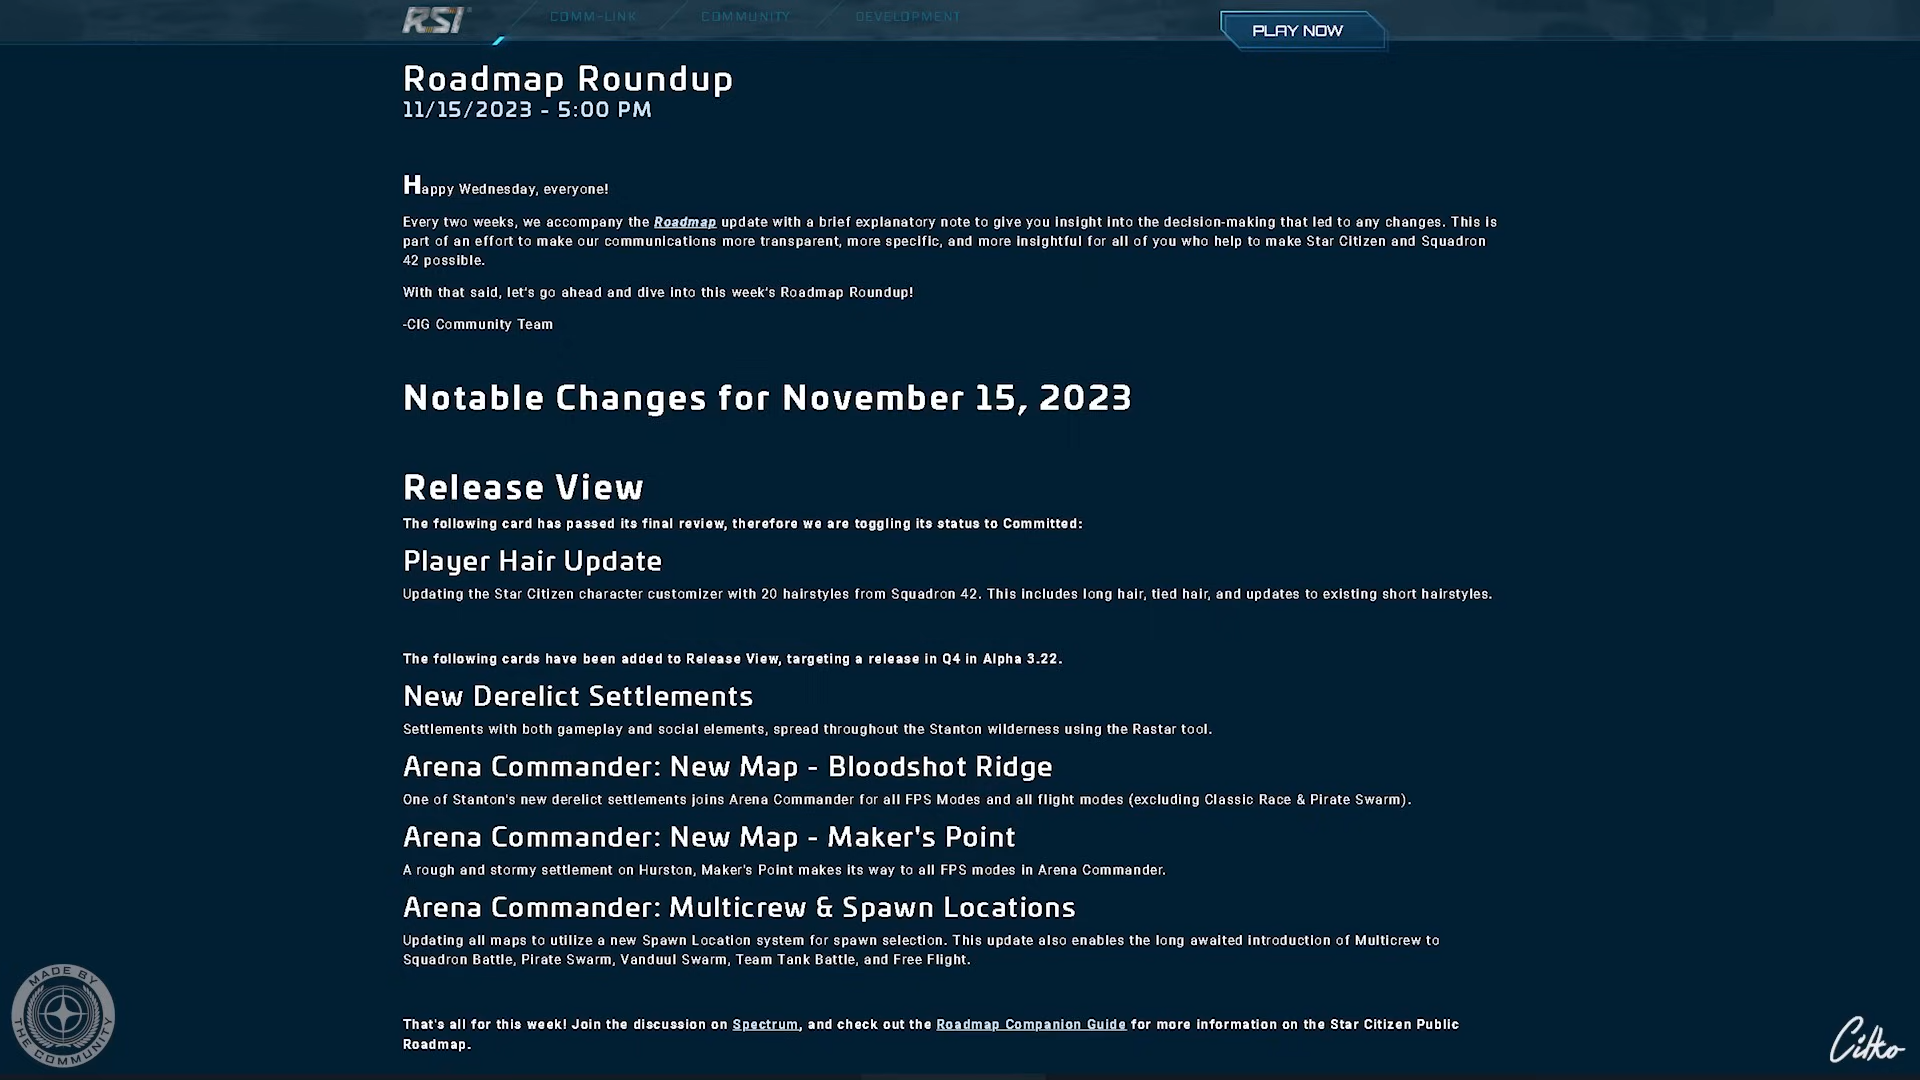 RSI
COMM-LINK
COMMUNITY
DEVELOPMENT
PLAY NOW
Roadmap Roundup
11/15/2023 - 5:00 PM
Happy Wednesday, everyone!
Every two weeks, we accompany the Roadmap update with a brief explanatory note to give you insight into the decision-making that led to any changes. This is
part of an effort to make our communications more transparent, more specific, and more insightful for all of you who help to make Star Citizen and Squadron
42 possible.
With that said, let's go ahead and dive into this week's Roadmap Roundup!
-CIG Community Team
Notable Changes for November 15, 2023
Release View
The following card has passed its final review, therefore we are toggling its status to Committed:
Player Hair Update
Updating the Star Citizen character customizer with 20 hairstyles from Squadron 42. This includes long hair, tied hair, and updates to existing short hairstyles.
The following cards have been added to Release View, targeting a release in Q4 in Alpha 3.22.
New Derelict Settlements
Settlements with both gameplay and social elements, spread throughout the Stanton wilderness using the Rastar tool.
Arena Commander: New Map - Bloodshot Ridge
One of Stanton's new derelict settlements joins Arena Commander for all FPS Modes and all flight modes (excluding Classic Race & Pirate Swarm).
Arena Commander: New Map - Maker's Point
A rough and stormy settlement on Hurston, Maker's Point makes its way to all FPS modes in Arena Commander.
Arena Commander: Multicrew & Spawn Locations
Updating all maps to utilize a new Spawn Location system for spawn selection. This update also enables the long awaited introduction of Multicrew to
Squadron Battle, Pirate Swarm, Vanduul Swarm, Team Tank Battle, and Free Flight.
That's all for this week! Join the discussion on Spectrum, and check out the Roadmap Companion Guide for more information on the Star Citizen Public
Roadmap.
MADE BY
THE COMMUNITY
Citko